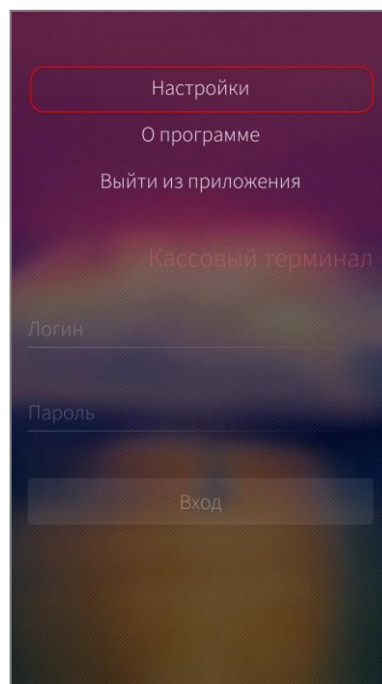 Настройки
О программе
Выйти из приложения
Кассовый терминал
Логин
Пароль
Вход